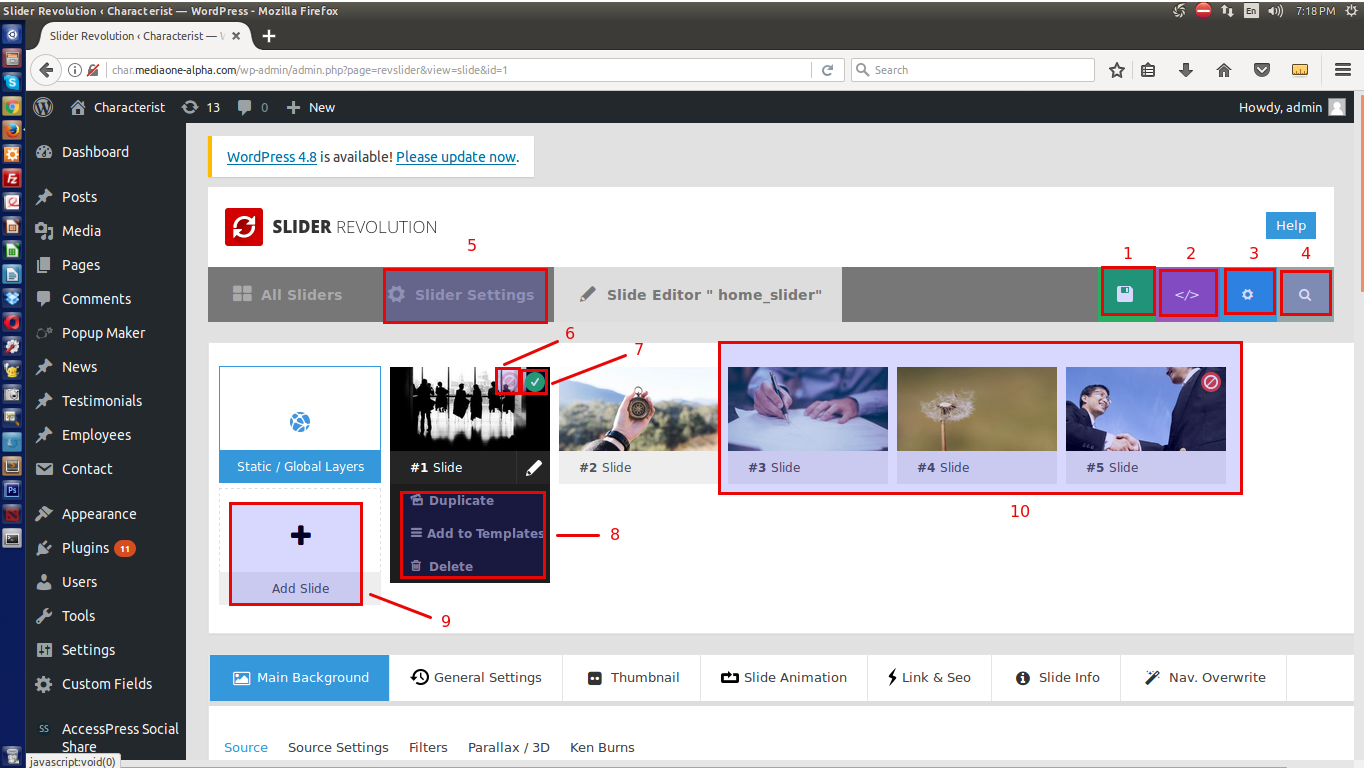 Slider Revolution ‹ Characterist — WordPress - Mozilla Firefox
En 7:18 PM
Slider Revolution ‹ Characterist — W
char.mediaone-alpha.com/wp-admin/admin.php?page=revslider&view=slide&id=1
Search
Characterist 13 0 New
Howdy, admin
Dashboard
Posts
Media
Pages
Comments
Popup Maker
News
Testimonials
Employees
Contact
Appearance
Plugins 11
Users
Tools
Settings
Custom Fields
SS AccessPress Social
Share
javascript:void(0)
WordPress 4.8 is available! Please update now.
SLIDER REVOLUTION
Help
5
1 2 3 4
All Sliders
Slider Settings
Slide Editor " home_slider"
</>
6
7
Static / Global Layers
#1 Slide
#2 Slide
#3 Slide
#4 Slide
#5 Slide
10
Duplicate
Add to Templates
Delete
8
Add Slide
9
Main Background
General Settings
Thumbnail
Slide Animation
Link & Seo
Slide Info
Nav. Overwrite
Source
Source Settings
Filters
Parallax / 3D
Ken Burns
Fz
Ps